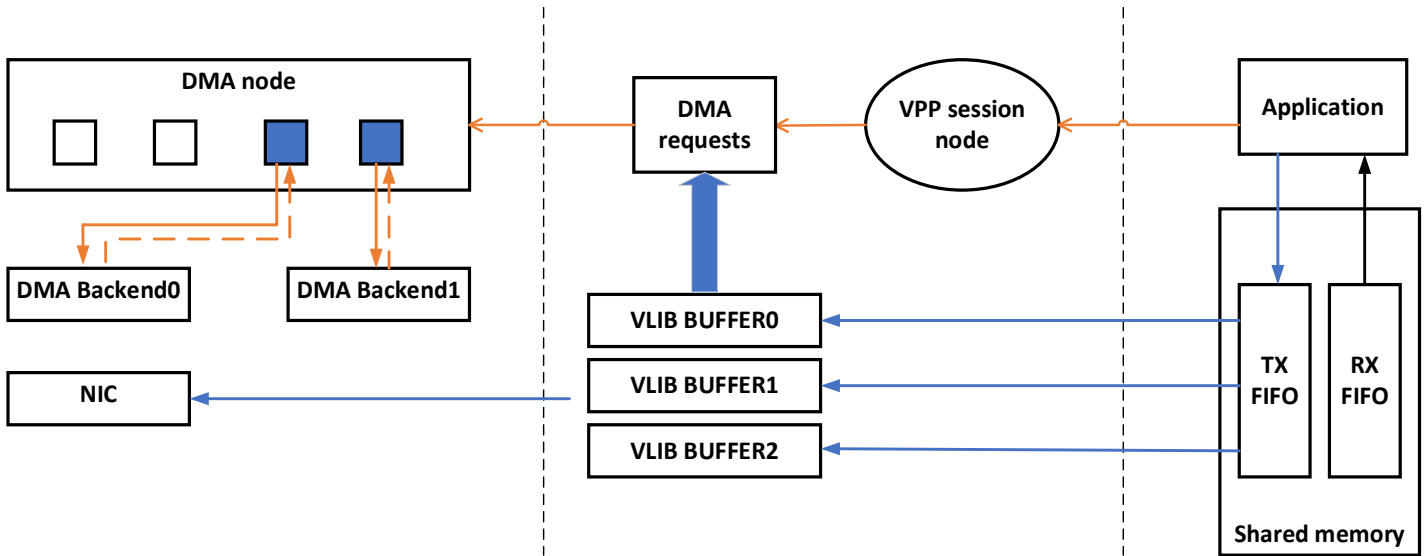 DMA node
DMA
requests
VPP session
node
Application
DMA Backend0
DMA Backend1
VLIB BUFFER0
VLIB BUFFER1
VLIB BUFFER2
NIC
TX
FIFO
RX
FIFO
Shared memory